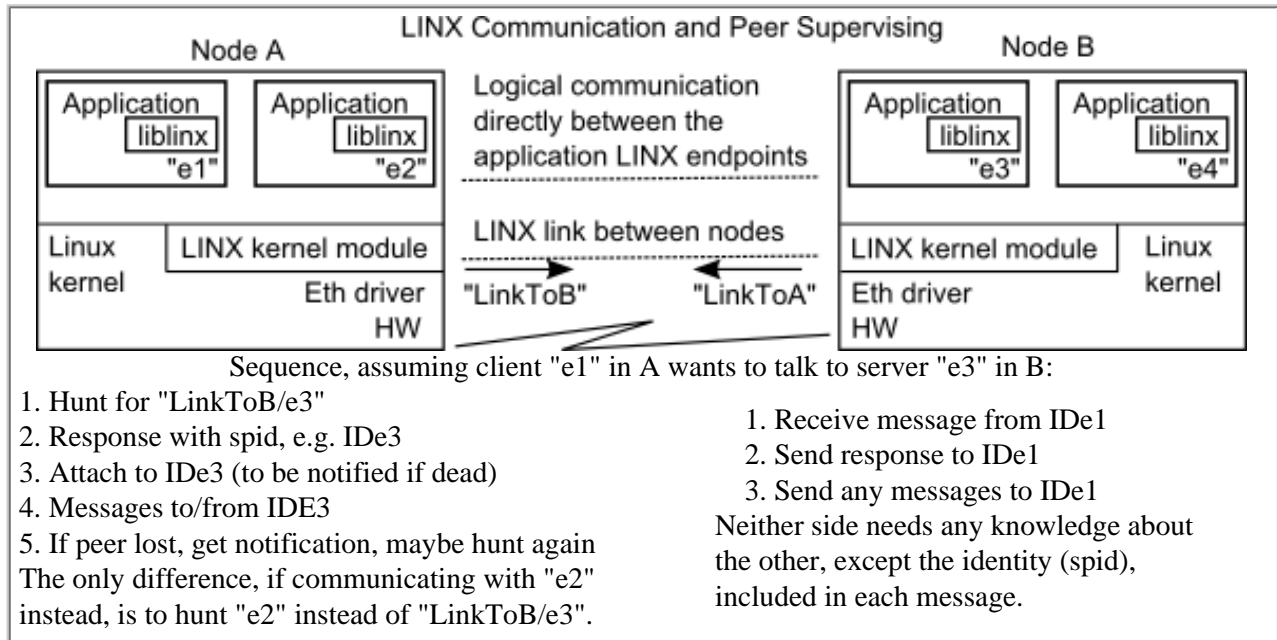 LINX Communication and Peer Supervising
Node A
Node B
Application
liblinx
"e1"
Application
liblinx
"e2"
Linux
kernel
LINX kernel module
Eth driver
HW
Logical communication
directly between the
application LINX endpoints
LINX link between nodes
"LinkToB"
"LinkToA"
Application
liblinx
"e3"
Application
liblinx
"e4"
LINX kernel module
Linux
kernel
Eth driver
HW
Sequence, assuming client "e1" in A wants to talk to server "e3" in B:
1. Hunt for "LinkToB/e3"
2. Response with spid, e.g. IDe3
3. Attach to IDe3 (to be notified if dead)
4. Messages to/from IDE3
5. If peer lost, get notification, maybe hunt again
The only difference, if communicating with "e2"
instead, is to hunt "e2" instead of "LinkToB/e3".
1. Receive message from IDe1
2. Send response to IDe1
3. Send any messages to IDe1
Neither side needs any knowledge about
the other, except the identity (spid),
included in each message.